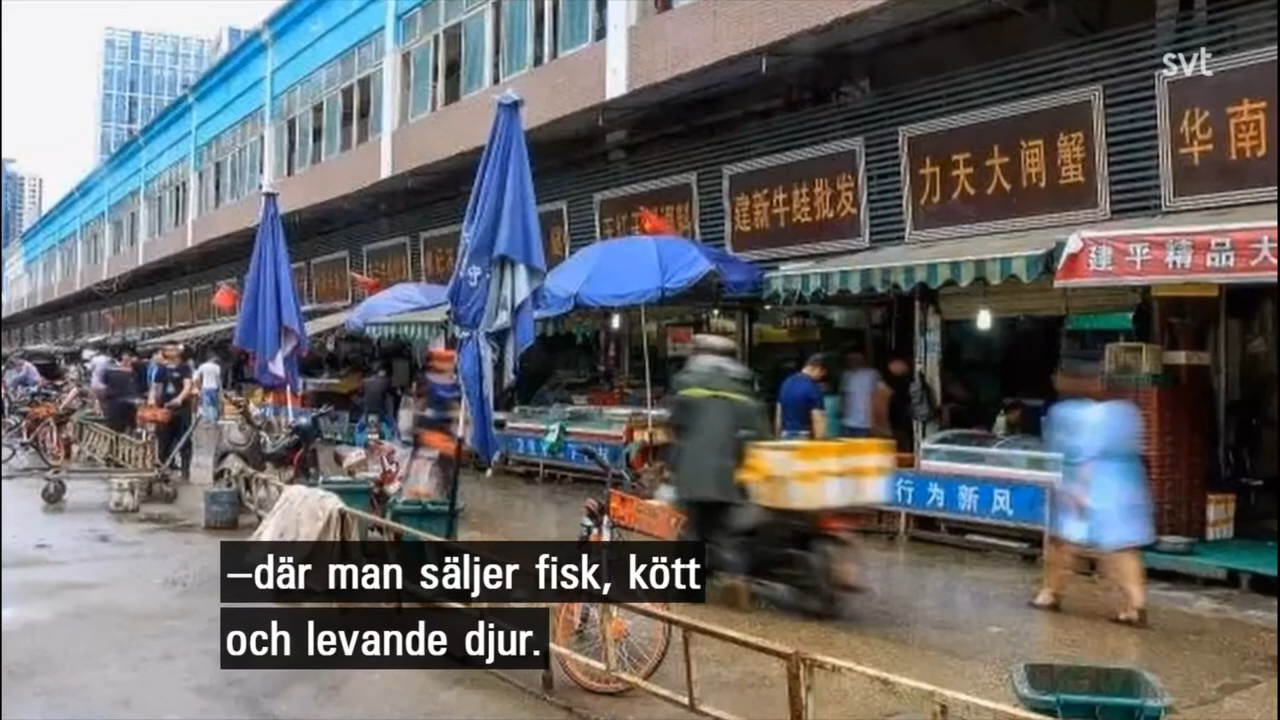 svt
华南
力天大闸蟹
建新牛蛙批发
建平精品大
行为新风
–där man säljer fisk, kött
och levande djur.